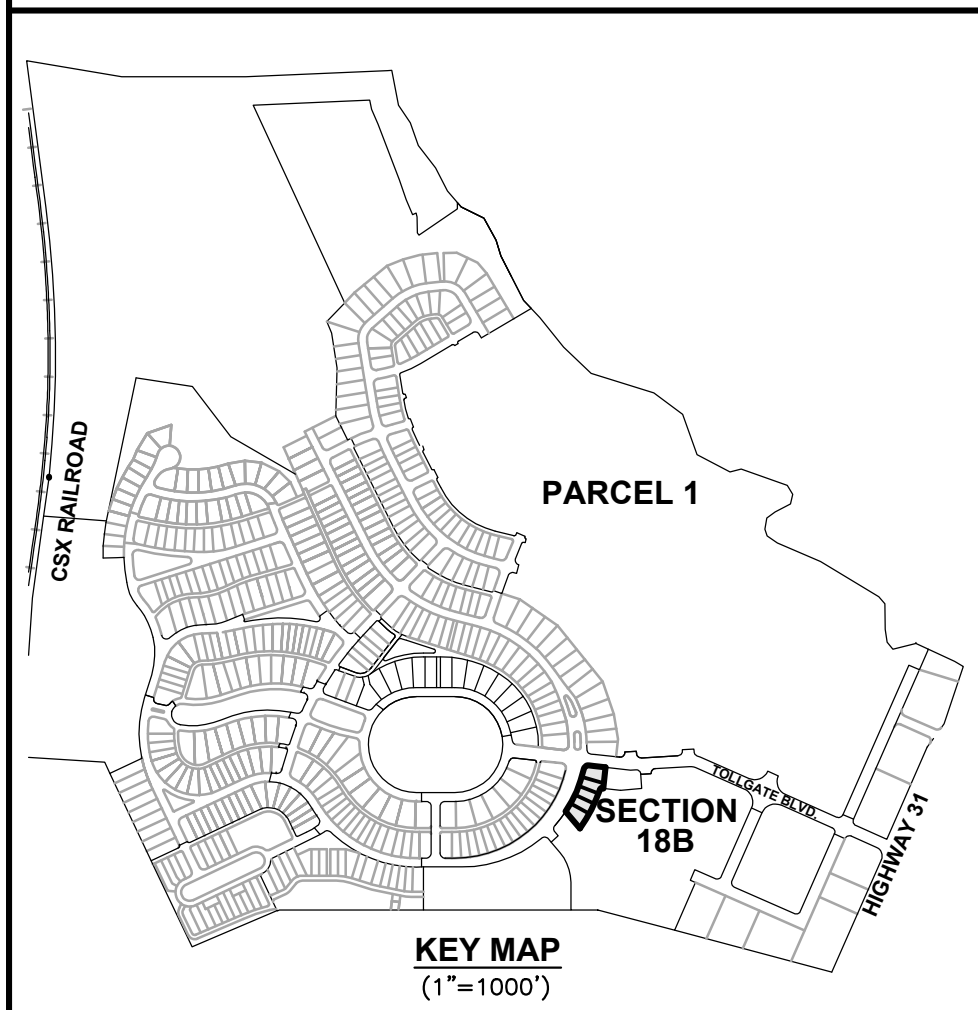 PARCEL 1
CSX RAILROAD
TOLLGATE BLVD.
SECTION
18B
HIGHWAY 31
KEY MAP
(1"=1000')